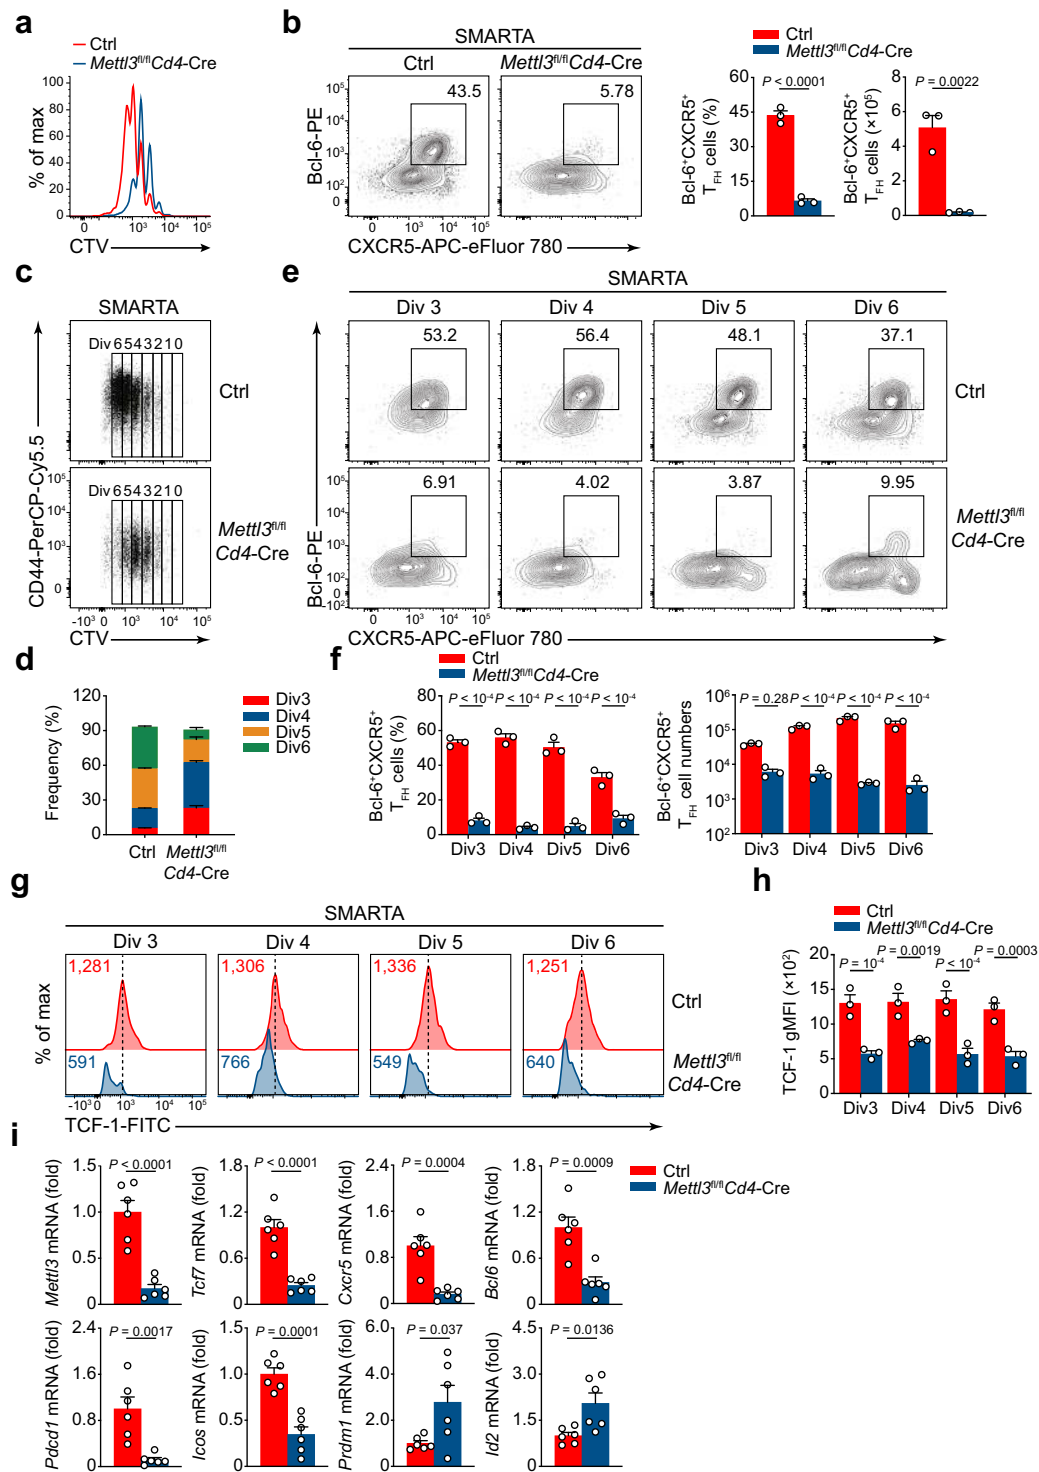 a
Ctrl
Mettl3fl/flCd4-Cre
% of max
100
80
60
40
20
0
0 10³ 10⁴ 10⁵
CTV
b
SMARTA
Ctrl
Mettl3fl/flCd4-Cre
43.5
5.78
Bcl-6-PE
10⁵
10⁴
10³
10²
0
0 10³ 10⁴ 10⁵
0 10³ 10⁴ 10⁵
CXCR5-APC-eFluor 780
Ctrl
Mettl3fl/flCd4-Cre
P < 0.0001
Bcl-6⁺CXCR5⁺
TFH cells (%)
60
45
30
15
0
P = 0.0022
Bcl-6⁺CXCR5⁺
TFH cells (×10⁵)
8
6
4
2
0
c
SMARTA
Div 6 5 4 3 2 1 0
Ctrl
Div 6 5 4 3 2 1 0
Mettl3fl/fl
Cd4-Cre
CD44-PerCP-Cy5.5
10⁵
10⁴
10³
0
-10³ 0 10³ 10⁴ 10⁵
CTV
e
SMARTA
Div 3 Div 4 Div 5 Div 6
53.2 56.4 48.1 37.1
Ctrl
6.91 4.02 3.87 9.95
Mettl3fl/fl
Cd4-Cre
Bcl-6-PE
10⁵
10⁴
10³
0
-10²
0 10³ 10⁴ 10⁵
CXCR5-APC-eFluor 780
d
Div3
Div4
Div5
Div6
Frequency (%)
120
90
60
30
0
Ctrl
Mettl3fl/fl
Cd4-Cre
f
Ctrl
Mettl3fl/flCd4-Cre
P < 10⁻⁴ P < 10⁻⁴ P < 10⁻⁴ P < 10⁻⁴
Bcl-6⁺CXCR5⁺
TFH cells (%)
80
60
40
20
0
Div3 Div4 Div5 Div6
P = 0.28 P < 10⁻⁴ P < 10⁻⁴ P < 10⁻⁴
Bcl-6⁺CXCR5⁺
TFH cell numbers
10⁶
10⁵
10⁴
10³
10²
Div3 Div4 Div5 Div6
g
SMARTA
Div 3 Div 4 Div 5 Div 6
1,281 1,306 1,336 1,251
Ctrl
591 766 549 640
Mettl3fl/fl
Cd4-Cre
% of max
-10³ 0 10³ 10⁴ 10⁵
TCF-1-FITC
h
Ctrl
Mettl3fl/flCd4-Cre
P = 10⁻⁴ P = 0.0019 P < 10⁻⁴ P = 0.0003
TCF-1 gMFI (×10²)
20
15
10
5
0
Div3 Div4 Div5 Div6
i
P < 0.0001
Mettl3 mRNA (fold)
1.5
1.0
0.5
0
P < 0.0001
Tcf7 mRNA (fold)
1.8
1.2
0.6
0
P = 0.0004
Cxcr5 mRNA (fold)
2.4
1.6
0.8
0
P = 0.0009
Bcl6 mRNA (fold)
1.8
1.2
0.6
0
Ctrl
Mettl3fl/flCd4-Cre
P = 0.0017
Pdcd1 mRNA (fold)
2.4
1.6
0.8
0
P = 0.0001
Icos mRNA (fold)
1.5
1.0
0.5
0
P = 0.037
Prdm1 mRNA (fold)
6.0
4.0
2.0
0
P = 0.0136
Id2 mRNA (fold)
4.5
3.0
1.5
0